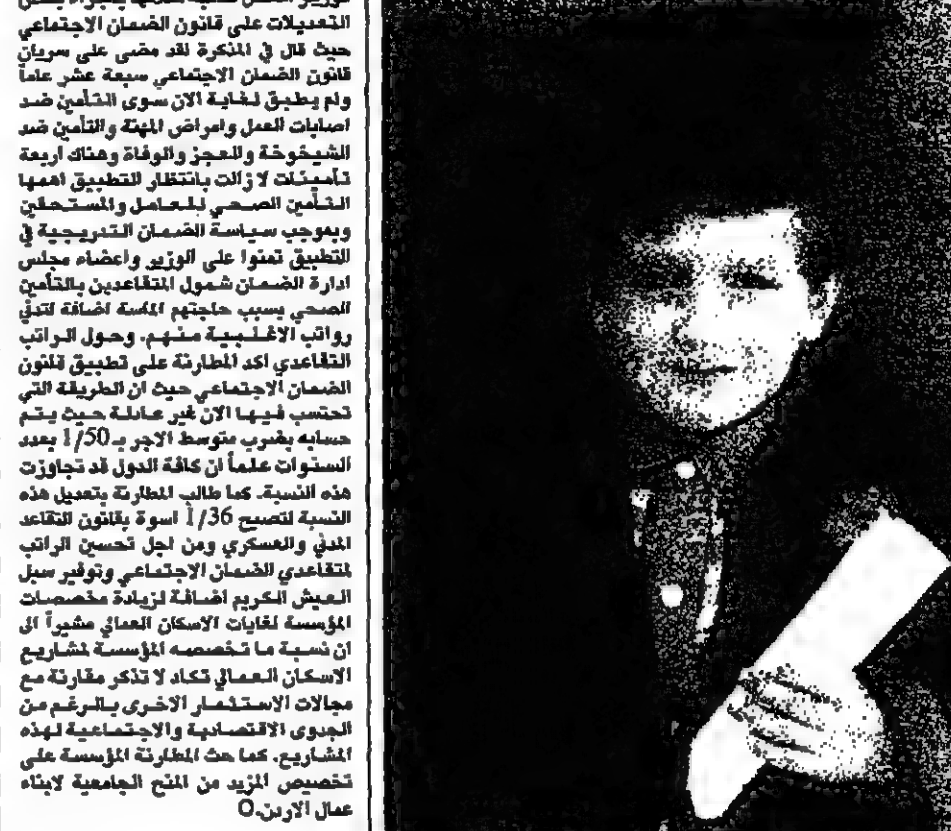 التعديلات على قانون الضمان الاجتماعي
حيث قال في المذكرة لقد مضى على سريان
قانون الضمان الاجتماعي سبعة عشر عاماً
ولم يطبق لغاية الان سوى التأمين ضد
اصابات العمل وامراض المهنة والتأمين ضد
الشيخوخة والعجز والوفاة وهناك اربعة
تأمينات لا زالت بانتظار التطبيق اهمها
التأمين الصحي للعامل والمستحقين
وبموجب سياسة الضمان التدريجية في
التطبيق تمنوا على الوزير واعضاء مجلس
ادارة الضمان شمول المتقاعدين بالتأمين
الصحي بسبب حاجتهم الماسة اضافة لتدني
رواتب الاغلبية منهم. وحول الراتب
التقاعدي اكد المطارنة على تطبيق قانون
الضمان الاجتماعي حيث ان الطريقة التي
تحتسب فيها الان غير عادلة حيث يتم
حسابه بضرب متوسط الاجر بـ 1/50 بعدد
السنوات علماً ان كافة الدول قد تجاوزت
هذه النسبة. كما طالب المطارنة بتعديل هذه
النسبة لتصبح 1/36 اسوة بقانون التقاعد
المدني والعسكري ومن اجل تحسين الراتب
لمتقاعدي الضمان الاجتماعي وتوفير سبل
العيش الكريم اضافة لزيادة مخصصات
المؤسسة لغايات الاسكان العمالي مشيراً الى
ان نسبة ما تخصصه المؤسسة لمشاريع
الاسكان العمالي تكاد لا تذكر مقارنة مع
مجالات الاستثمار الاخرى بالرغم من
الجدوى الاقتصادية والاجتماعية لهذه
المشاريع. كما حث المطارنة المؤسسة على
تخصيص المزيد من المنح الجامعية لابناء
عمال الاردن.O